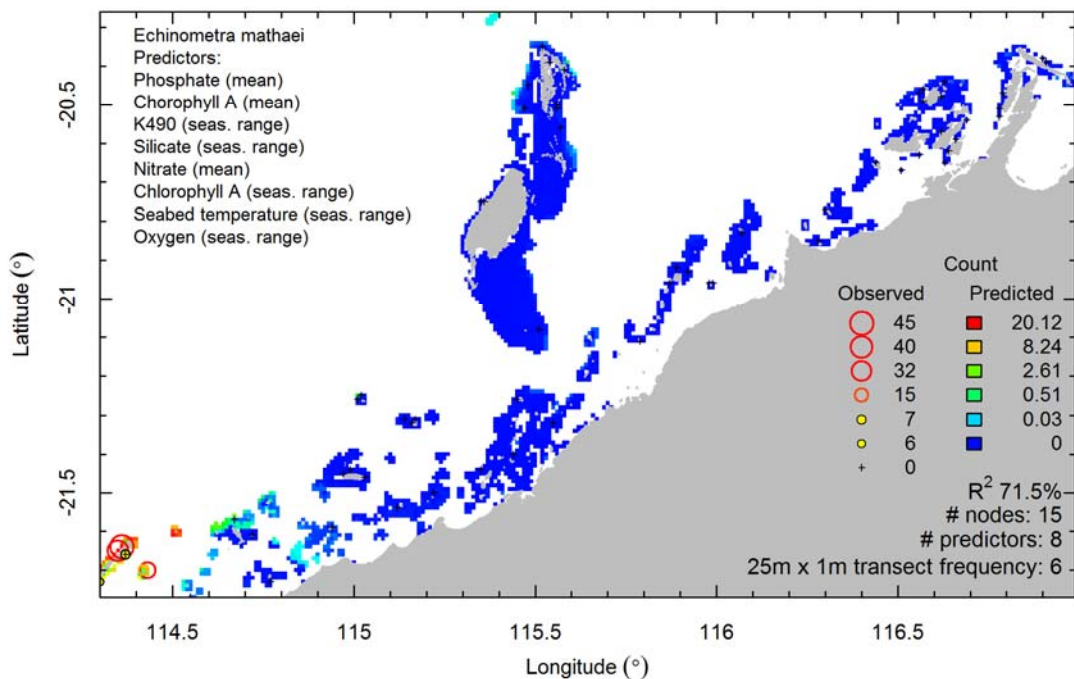 Echinometra mathaei
Predictors:
Phosphate (mean)
Chorophyll A (mean)
K490 (seas. range)
Silicate (seas. range)
Nitrate (mean)
Chlorophyll A (seas. range)
Seabed temperature (seas. range)
Oxygen (seas. range)
-20.5
-21
-21.5
Latitude (°)
Count
Observed Predicted
45 20.12
40 8.24
32 2.61
15 0.51
7 0.03
6 0
0
R² 71.5%
# nodes: 15
# predictors: 8
25m x 1m transect frequency: 6
114.5 115 115.5 116 116.5
Longitude (°)